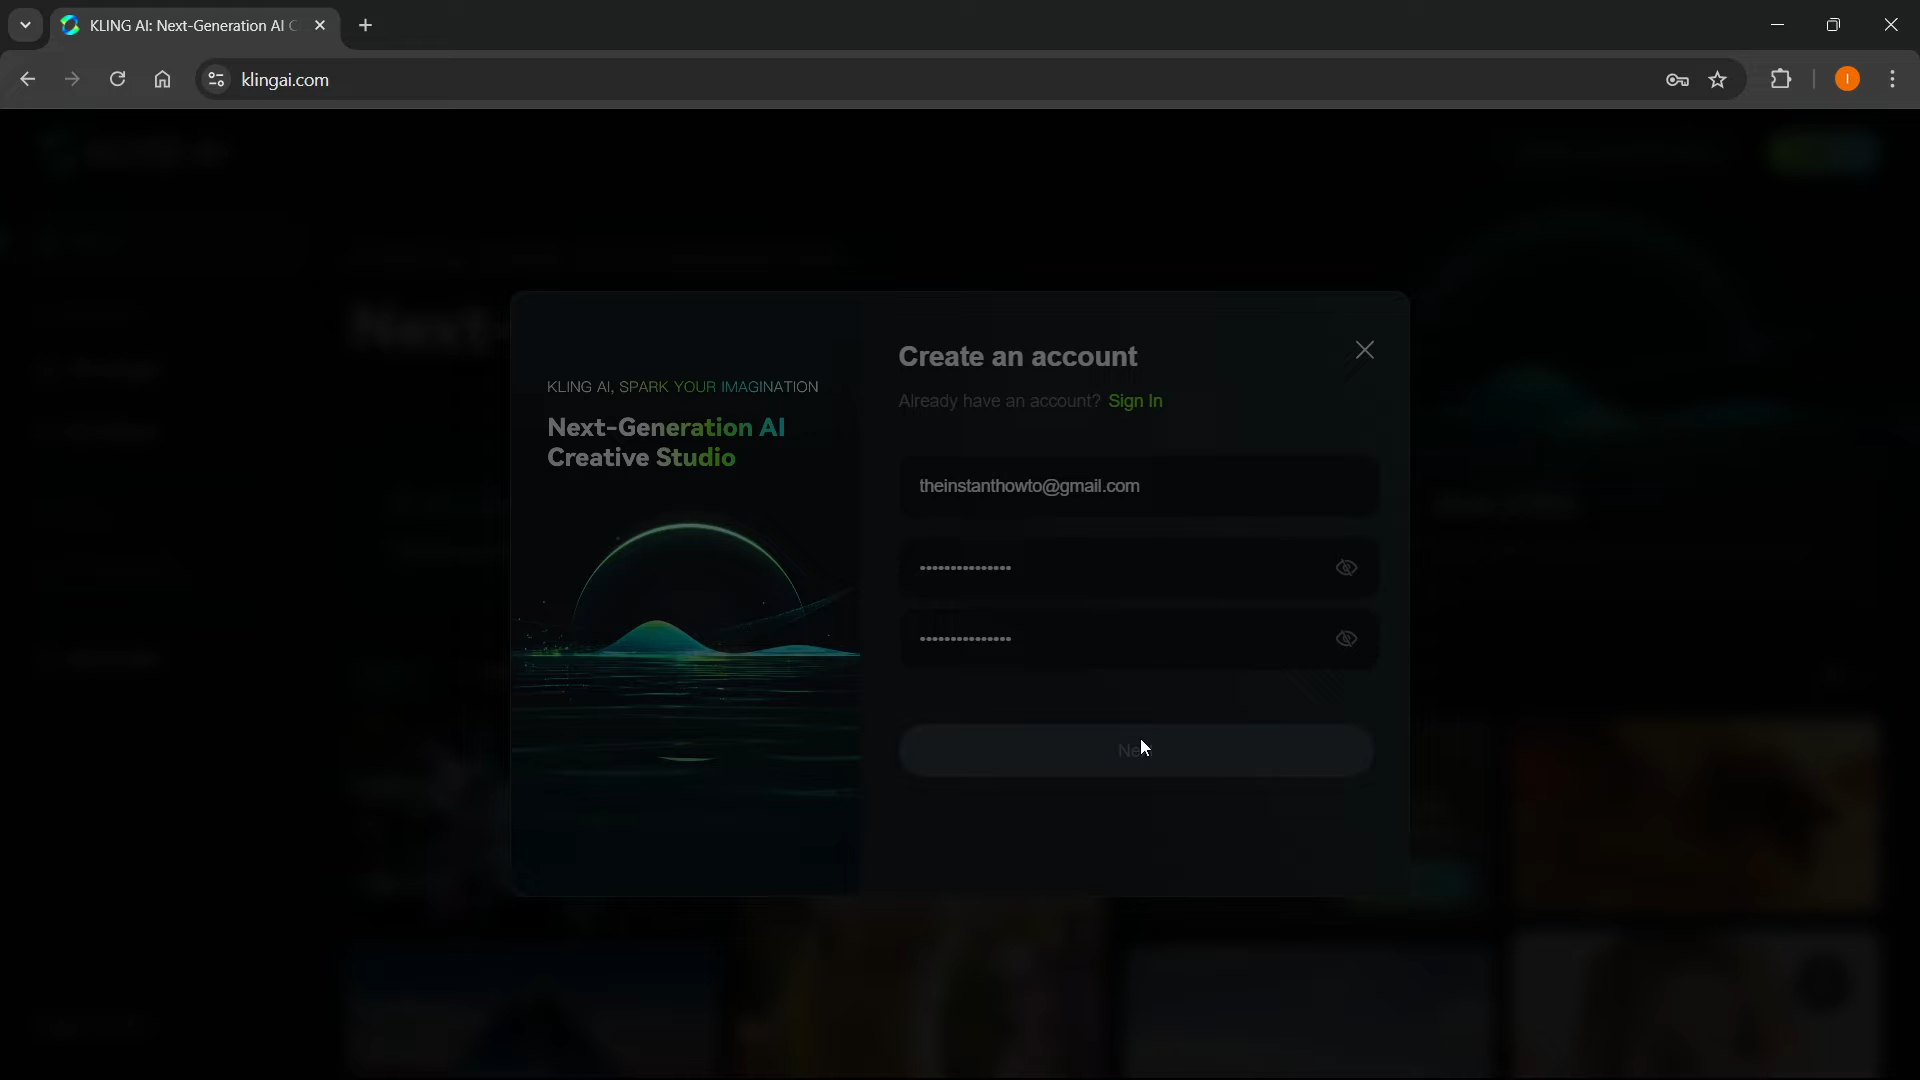 KLING AI: Next-Generation AI C
klingai.com
I
KLING AI, SPARK YOUR IMAGINATION
Next-Generation AI
Creative Studio
Create an account
Already have an account? Sign In
theinstanthowto@gmail.com
•••••••••••••••
•••••••••••••••
Next-